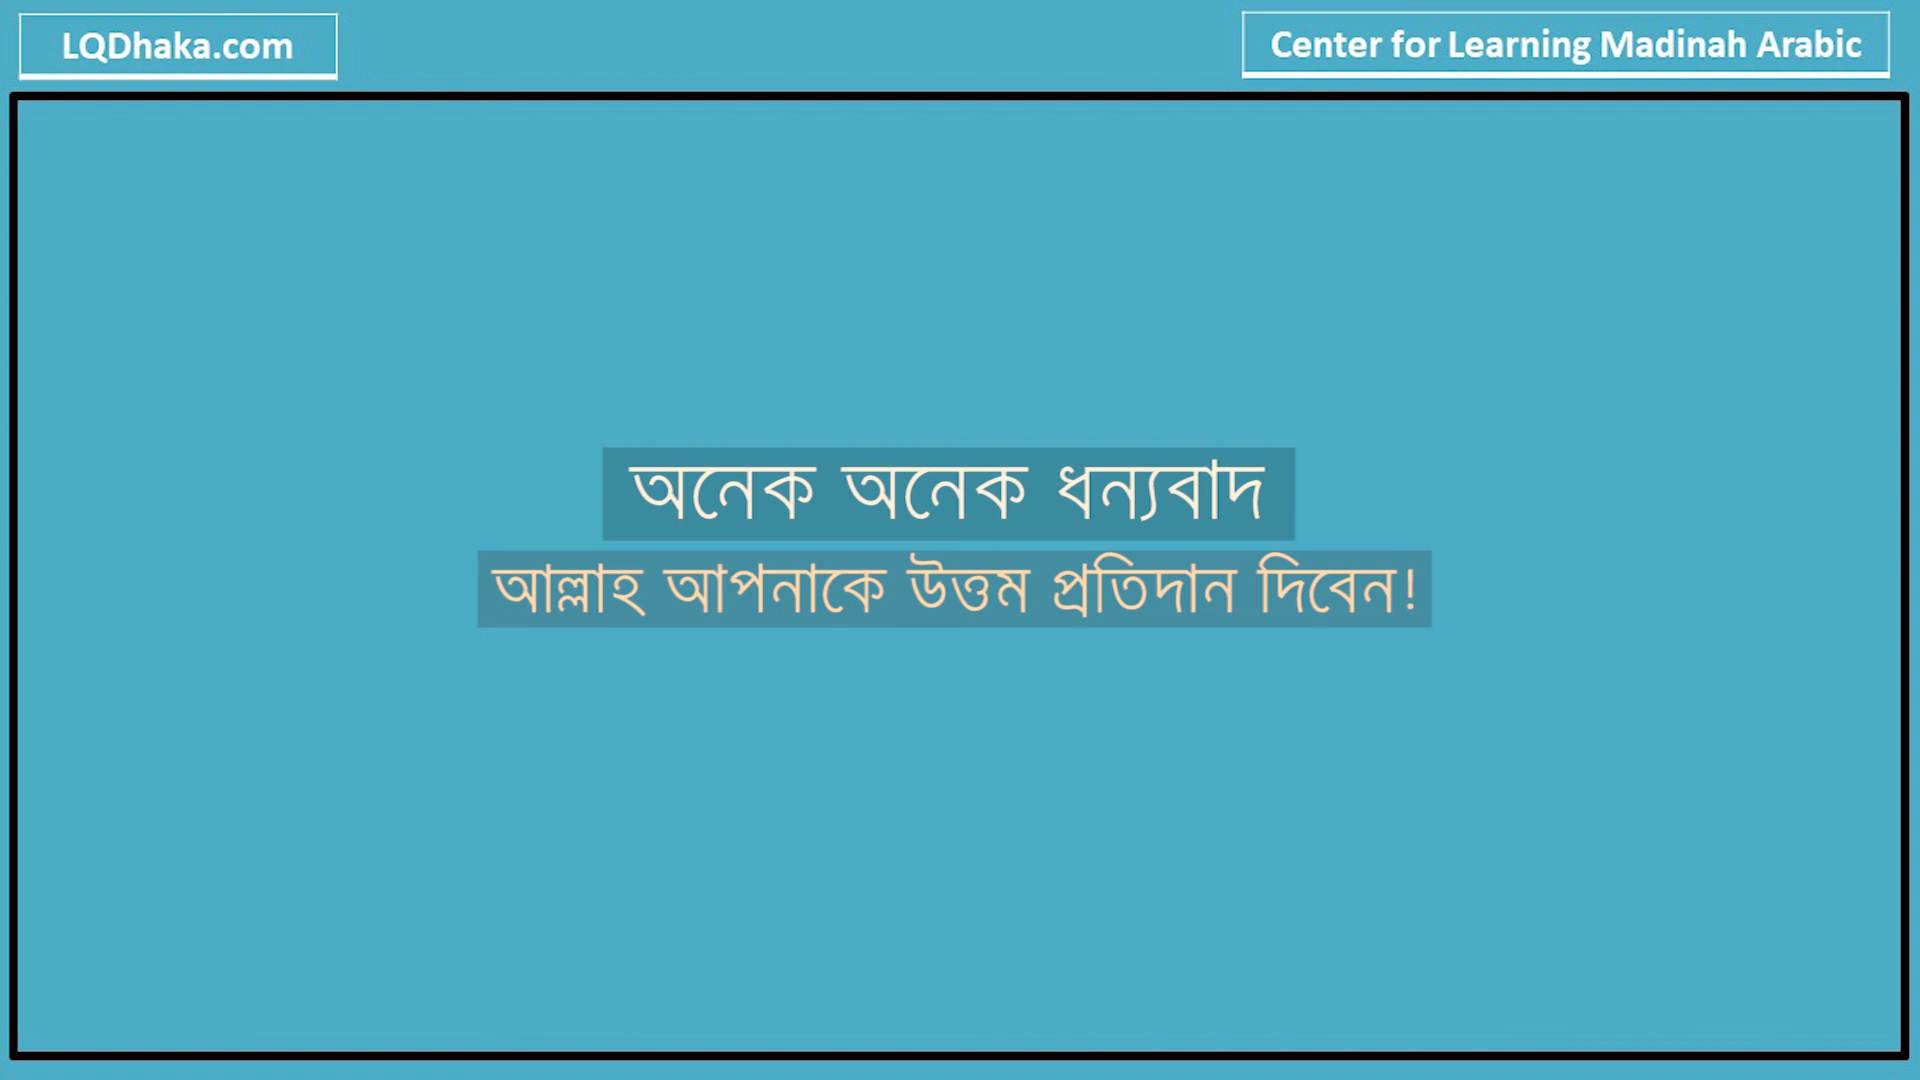 LQDhaka.com
Center for Learning Madinah Arabic
অনেক অনেক ধন্যবাদ
আল্লাহ আপনাকে উত্তম প্রতিদান দিবেন!